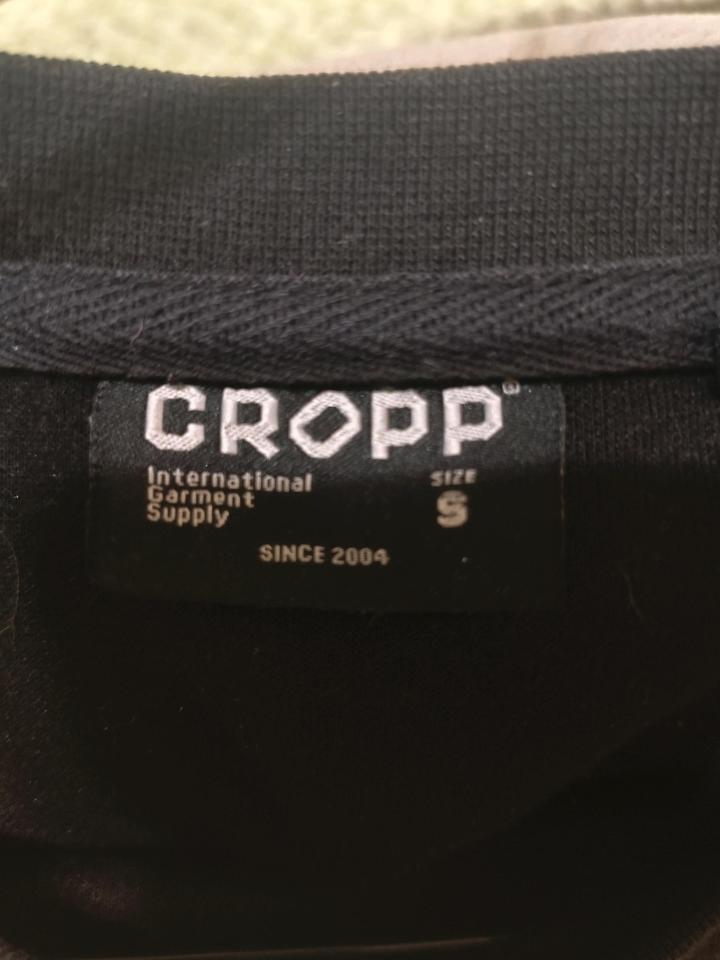 CROPP®
International
Garment
Supply
SIZE
S
SINCE 2004